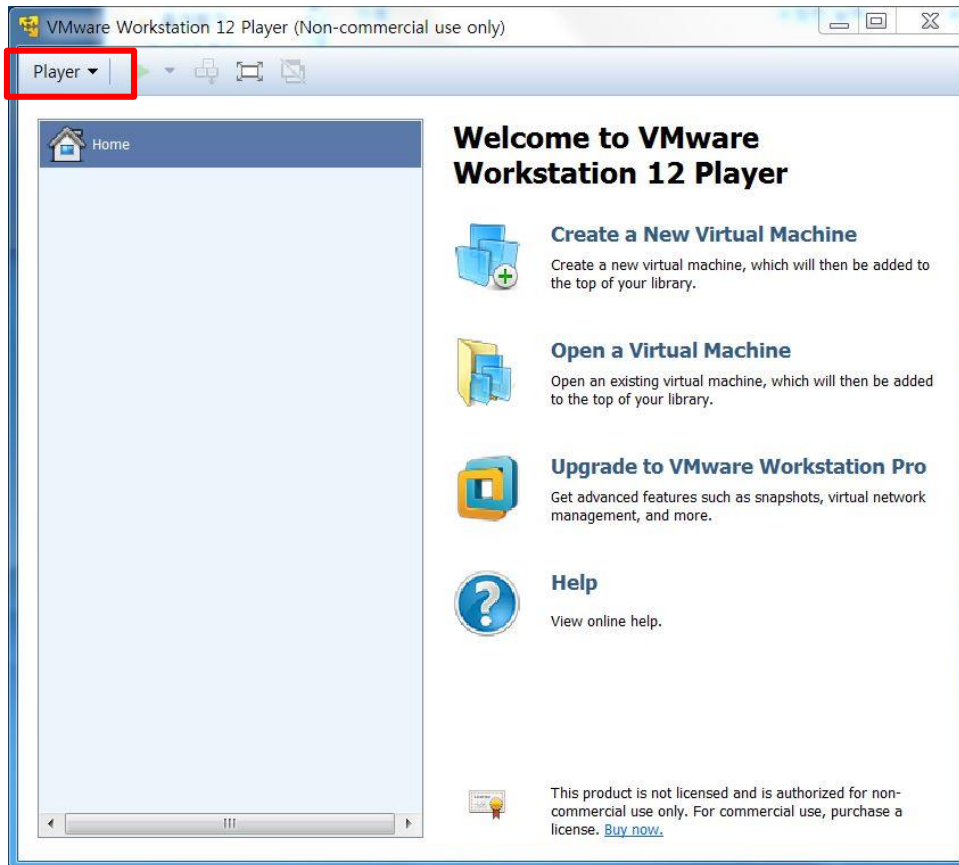 VMware Workstation 12 Player (Non-commercial use only)
Player
Home
Welcome to VMware
Workstation 12 Player
Create a New Virtual Machine
Create a new virtual machine, which will then be added to
the top of your library.
Open a Virtual Machine
Open an existing virtual machine, which will then be added
to the top of your library.
Upgrade to VMware Workstation Pro
Get advanced features such as snapshots, virtual network
management, and more.
Help
View online help.
This product is not licensed and is authorized for non-
commercial use only. For commercial use, purchase a
license. Buy now.